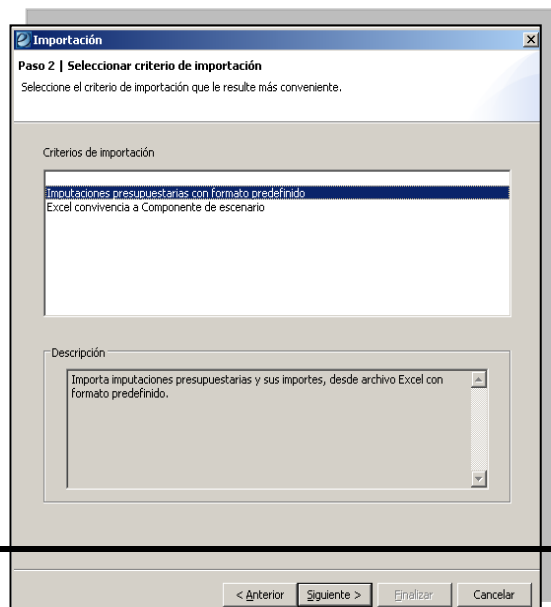 Importación
Paso 2 | Seleccionar criterio de importación
Seleccione el criterio de importación que le resulte más conveniente.
Criterios de importación
Imputaciones presupuestarias con formato predefinido
Excel convivencia a Componente de escenario
Descripción
Importa imputaciones presupuestarias y sus importes, desde archivo Excel con
formato predefinido.
< Anterior Siguiente > Finalizar Cancelar